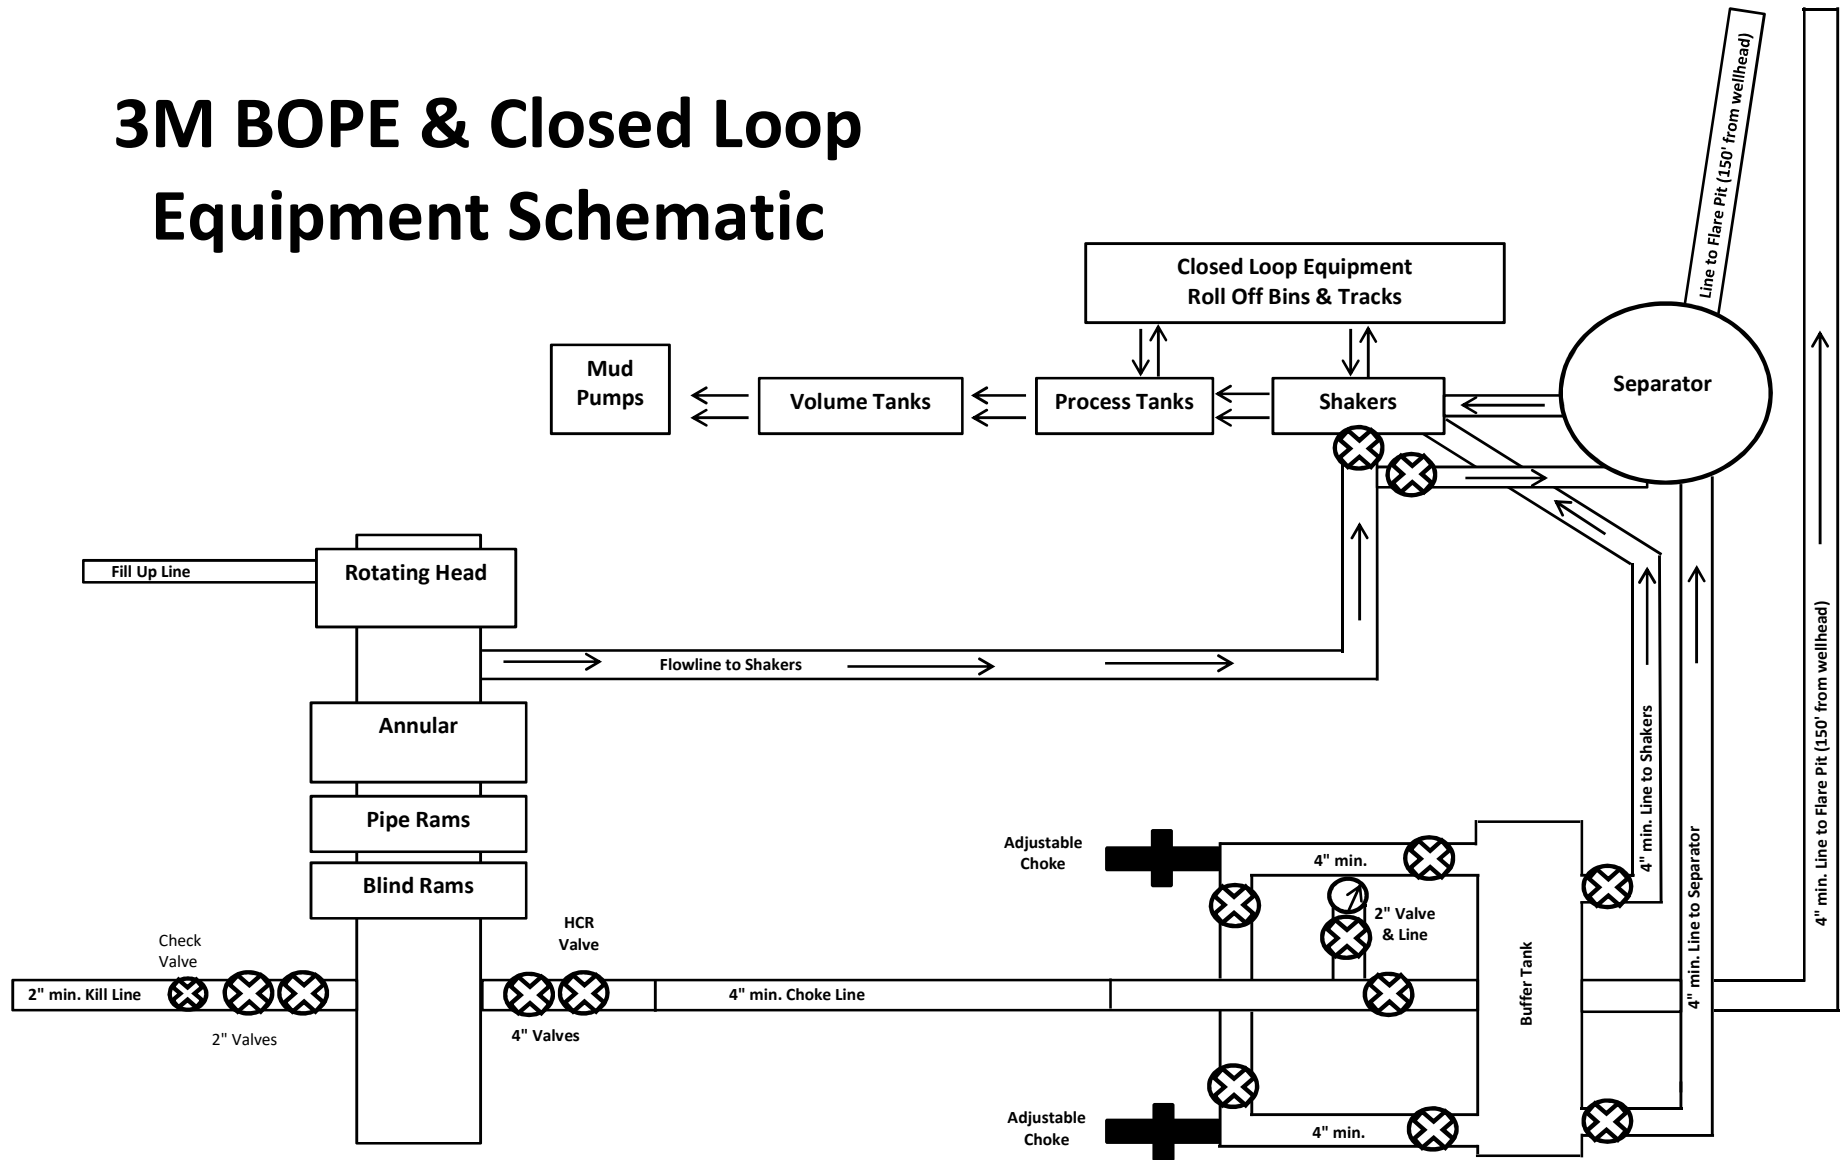 3M BOPE & Closed Loop
Equipment Schematic
Line to Flare Pit (150' from wellhead)
Closed Loop Equipment
Roll Off Bins & Tracks
Mud
Pumps
Volume Tanks
Process Tanks
Shakers
Separator
Fill Up Line
Rotating Head
Flowline to Shakers
Annular
Pipe Rams
Blind Rams
Check
Valve
HCR
Valve
2" min. Kill Line
4" min. Choke Line
2" Valves
4" Valves
Adjustable
Choke
4" min.
2" Valve
& Line
Buffer Tank
4" min. Line to Shakers
4" min. Line to Separator
4" min. Line to Flare Pit (150' from wellhead)
Adjustable
Choke
4" min.